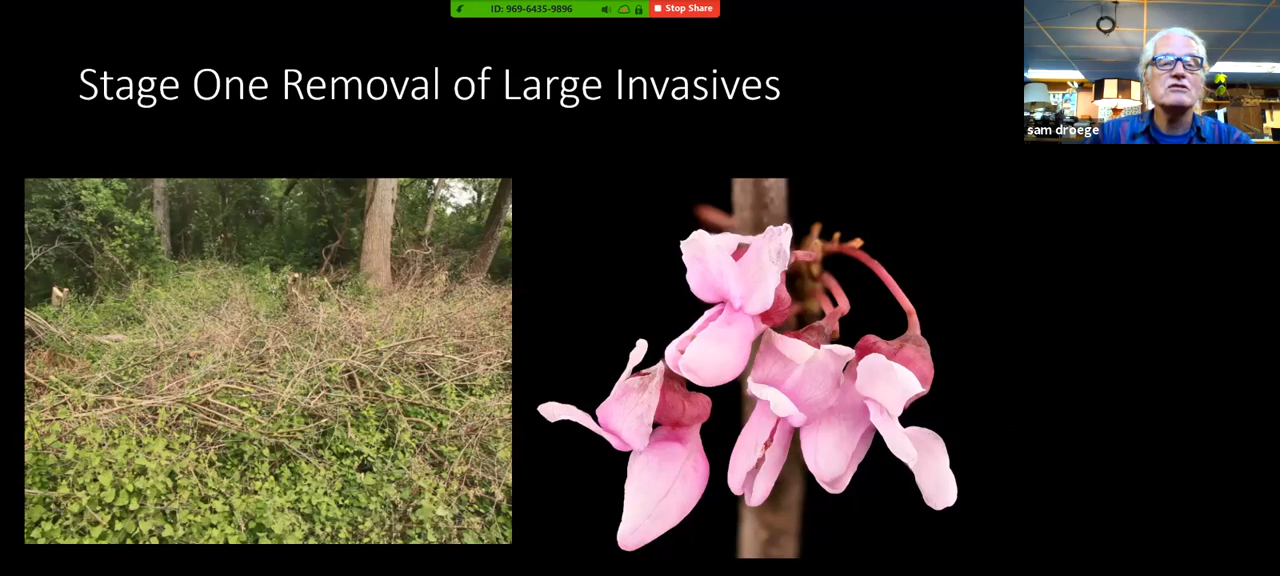 ID: 969-6435-9896
Stop Share
Stage One Removal of Large Invasives
sam droege